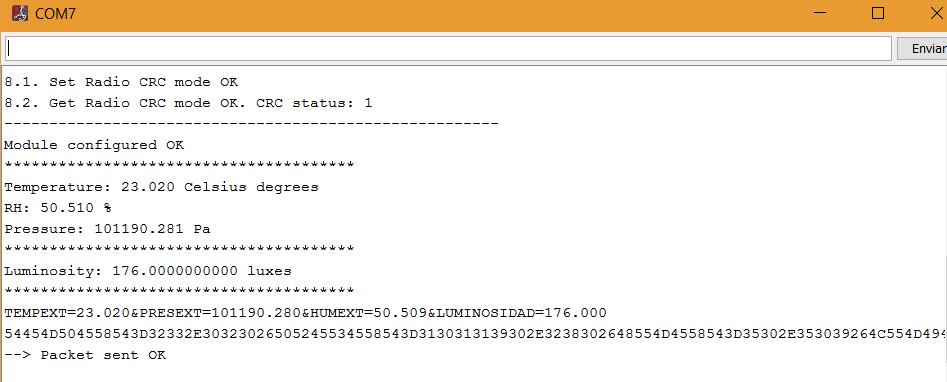 COM7
Enviar
8.1. Set Radio CRC mode OK
8.2. Get Radio CRC mode OK. CRC status: 1
-------------------------------------------------------
Module configured OK
***************************************
Temperature: 23.020 Celsius degrees
RH: 50.510 %
Pressure: 101190.281 Pa
***************************************
Luminosity: 176.0000000000 luxes
***************************************
TEMPEXT=23.020&PRESEXT=101190.280&HUMEXT=50.509&LUMINOSIDAD=176.000
54454D504558543D32332E30323026505245534558543D3130313139302E3238302648554D4558543D35302E353039264C554D494
--> Packet sent OK